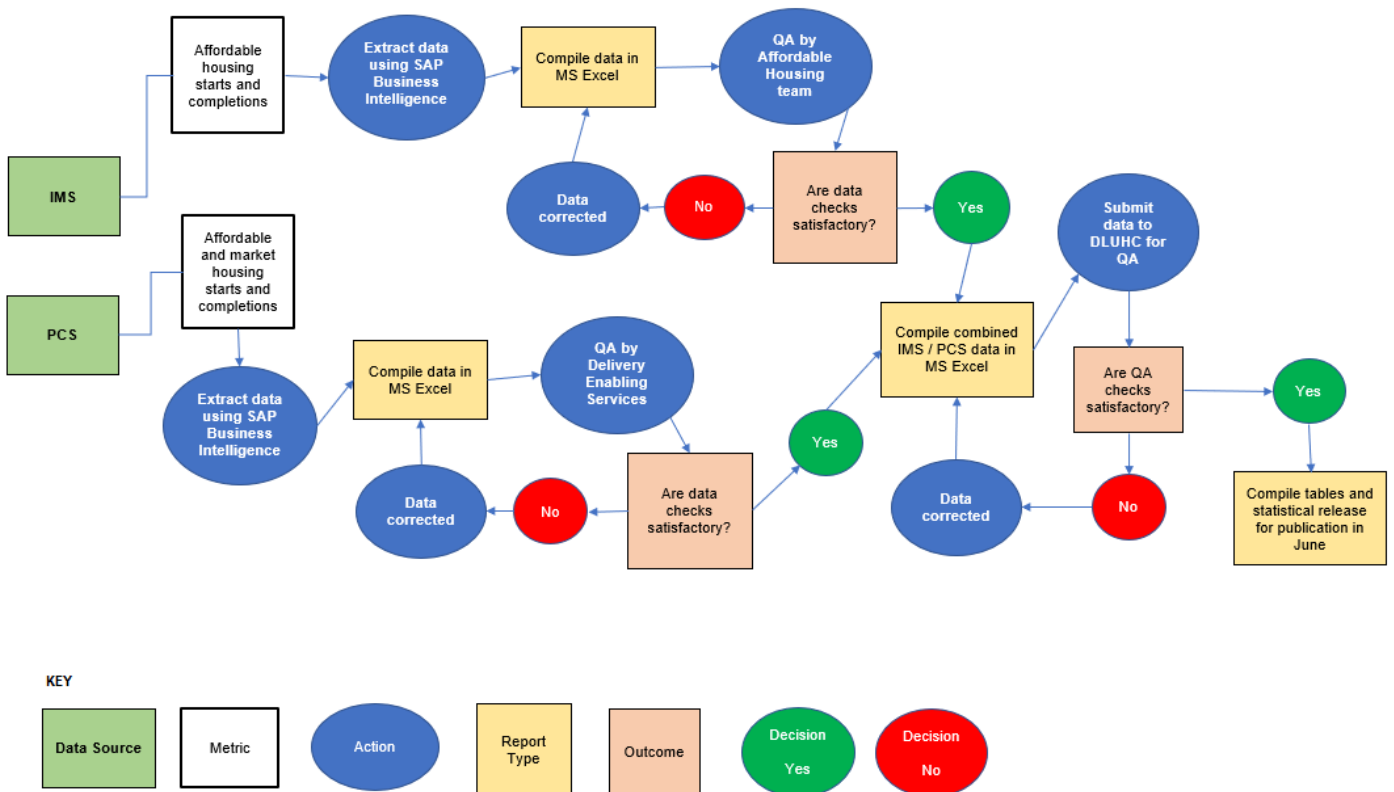 Affordable
housing
starts and
completions
Extract data
using SAP
Business
Intelligence
Compile data in
MS Excel
QA by
Affordable
Housing
team
IMS
Data
corrected
No
Are data
checks
satisfactory?
Yes
Submit
data to
DLUHC for
QA
Affordable
and market
housing
starts and
completions
PCS
Extract data
using SAP
Business
Intelligence
Compile data in
MS Excel
QA by
Delivery
Enabling
Services
Compile combined
IMS / PCS data in
MS Excel
Are QA
checks
satisfactory?
Yes
Yes
Data
corrected
No
Are data
checks
satisfactory?
Data
corrected
No
Compile tables and
statistical release
for publication in
June
KEY
Data Source
Metric
Action
Report
Type
Outcome
Decision
Yes
Decision
No